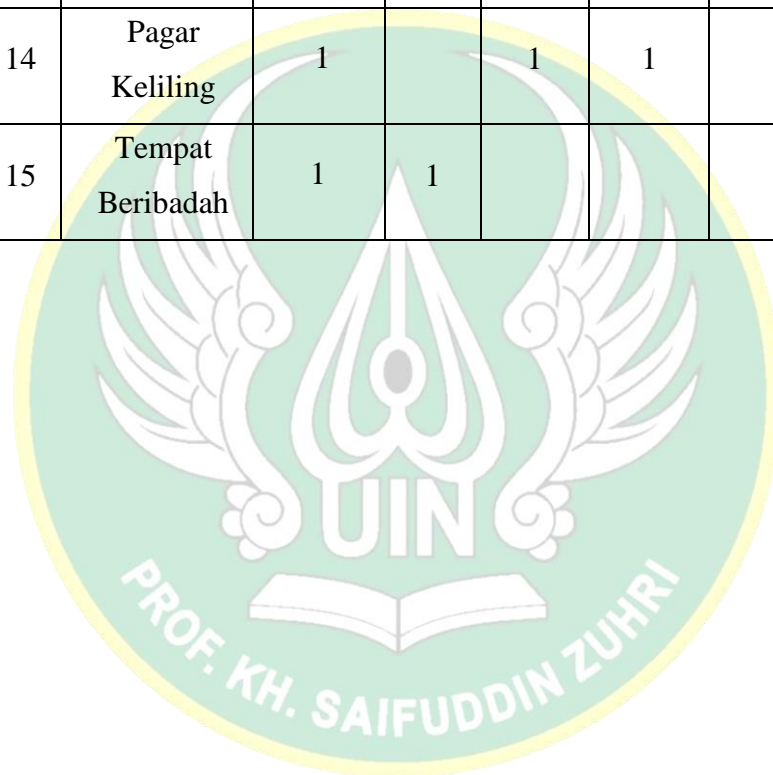 14 Pagar Keliling 1 1 1
15 Tempat Beribadah 1 1
UIN
PROF. KH. SAIFUDDIN ZUHRI